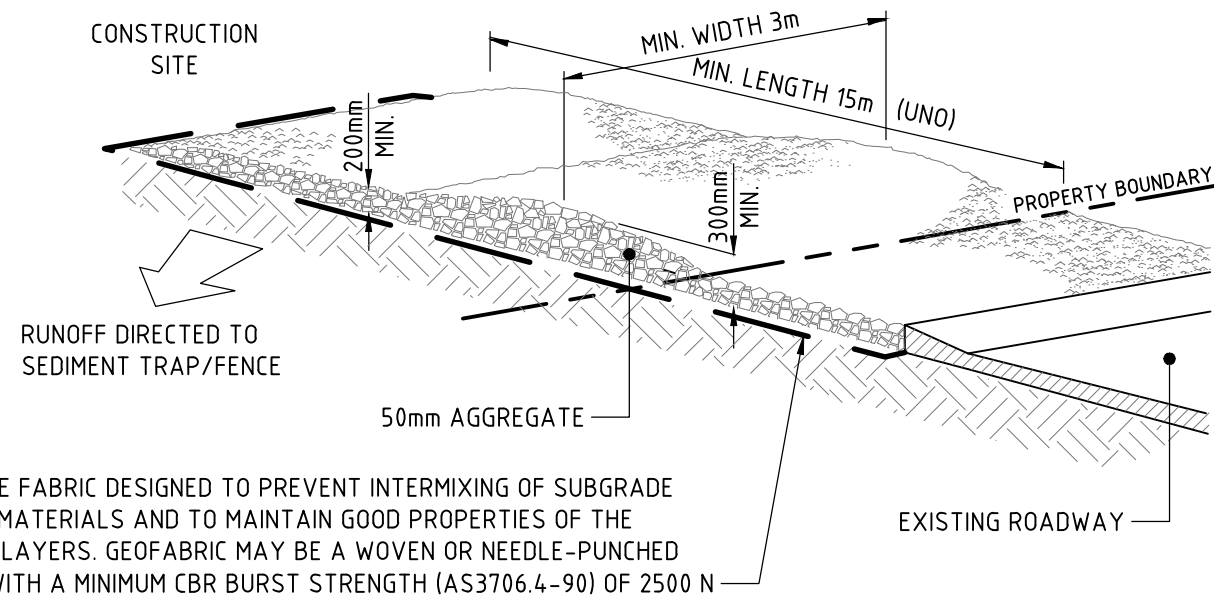 CONSTRUCTION
SITE
MIN. WIDTH 3m
MIN. LENGTH 15m (UNO)
200mm
MIN.
300mm
MIN.
PROPERTY BOUNDARY
RUNOFF DIRECTED TO
SEDIMENT TRAP/FENCE
50mm AGGREGATE
EXISTING ROADWAY
E FABRIC DESIGNED TO PREVENT INTERMIXING OF SUBGRADE
MATERIALS AND TO MAINTAIN GOOD PROPERTIES OF THE
LAYERS. GEOFABRIC MAY BE A WOVEN OR NEEDLE-PUNCHED
WITH A MINIMUM CBR BURST STRENGTH (AS3706.4-90) OF 2500 N